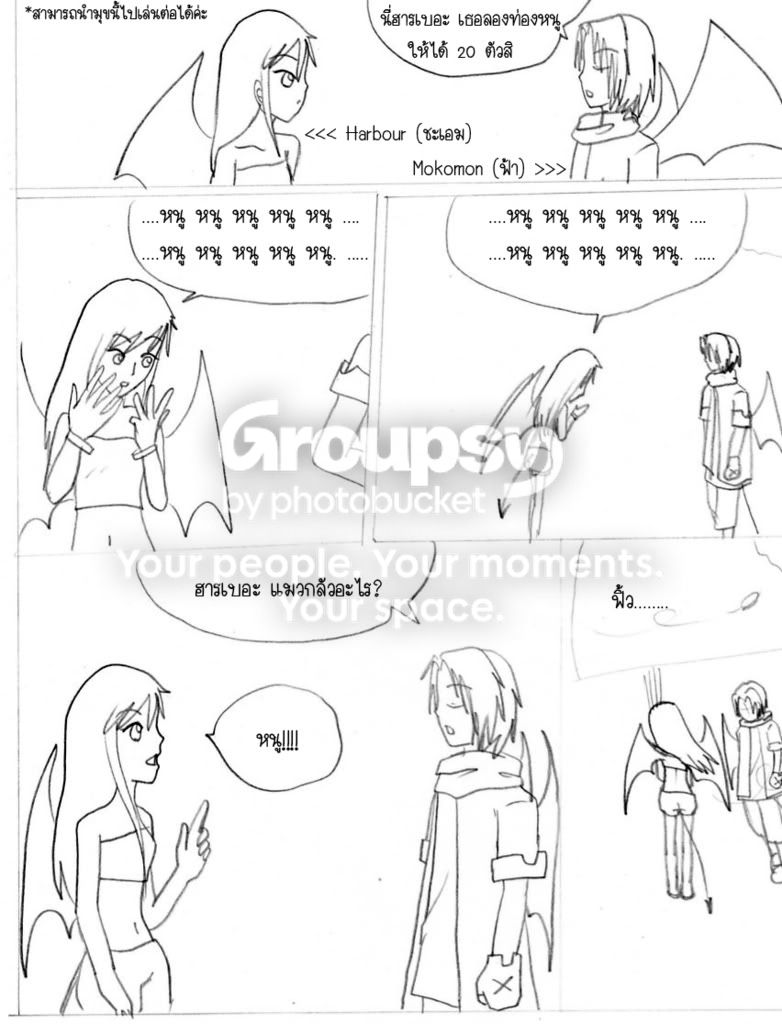 *สามารถนำมุขนี้ไปเล่นต่อได้ค่ะ
นี่ฮารเบอะ เธอลองท่องหนู
ให้ได้ 20 ตัวสิ
<<< Harbour (ชะเอม)
Mokomon (ฟ้า) >>>
....หนู หนู หนู หนู หนู ....
....หนู หนู หนู หนู หนู. .....
....หนู หนู หนู หนู หนู ....
....หนู หนู หนู หนู หนู. .....
Groupsy
by photobucket
Your people. Your moments.
Your space.
ฮารเบอะ แมวกลัวอะไร?
หนู!!!!
ฟิ้ว........